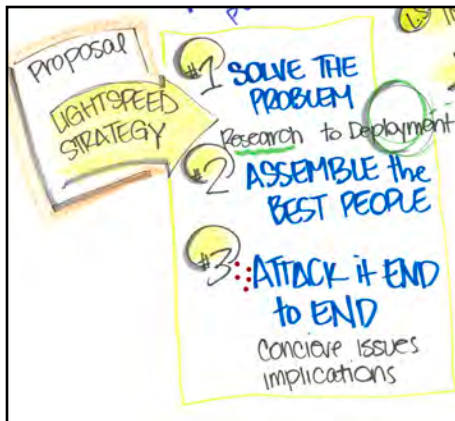 proposal
LIGHTSPEED
STRATEGY
#1 SOLVE THE
PROBLEM
Research to Deployment
#2 ASSEMBLE the
BEST PEOPLE
#3 ATTACK it END
to END
Concieve issues
implications